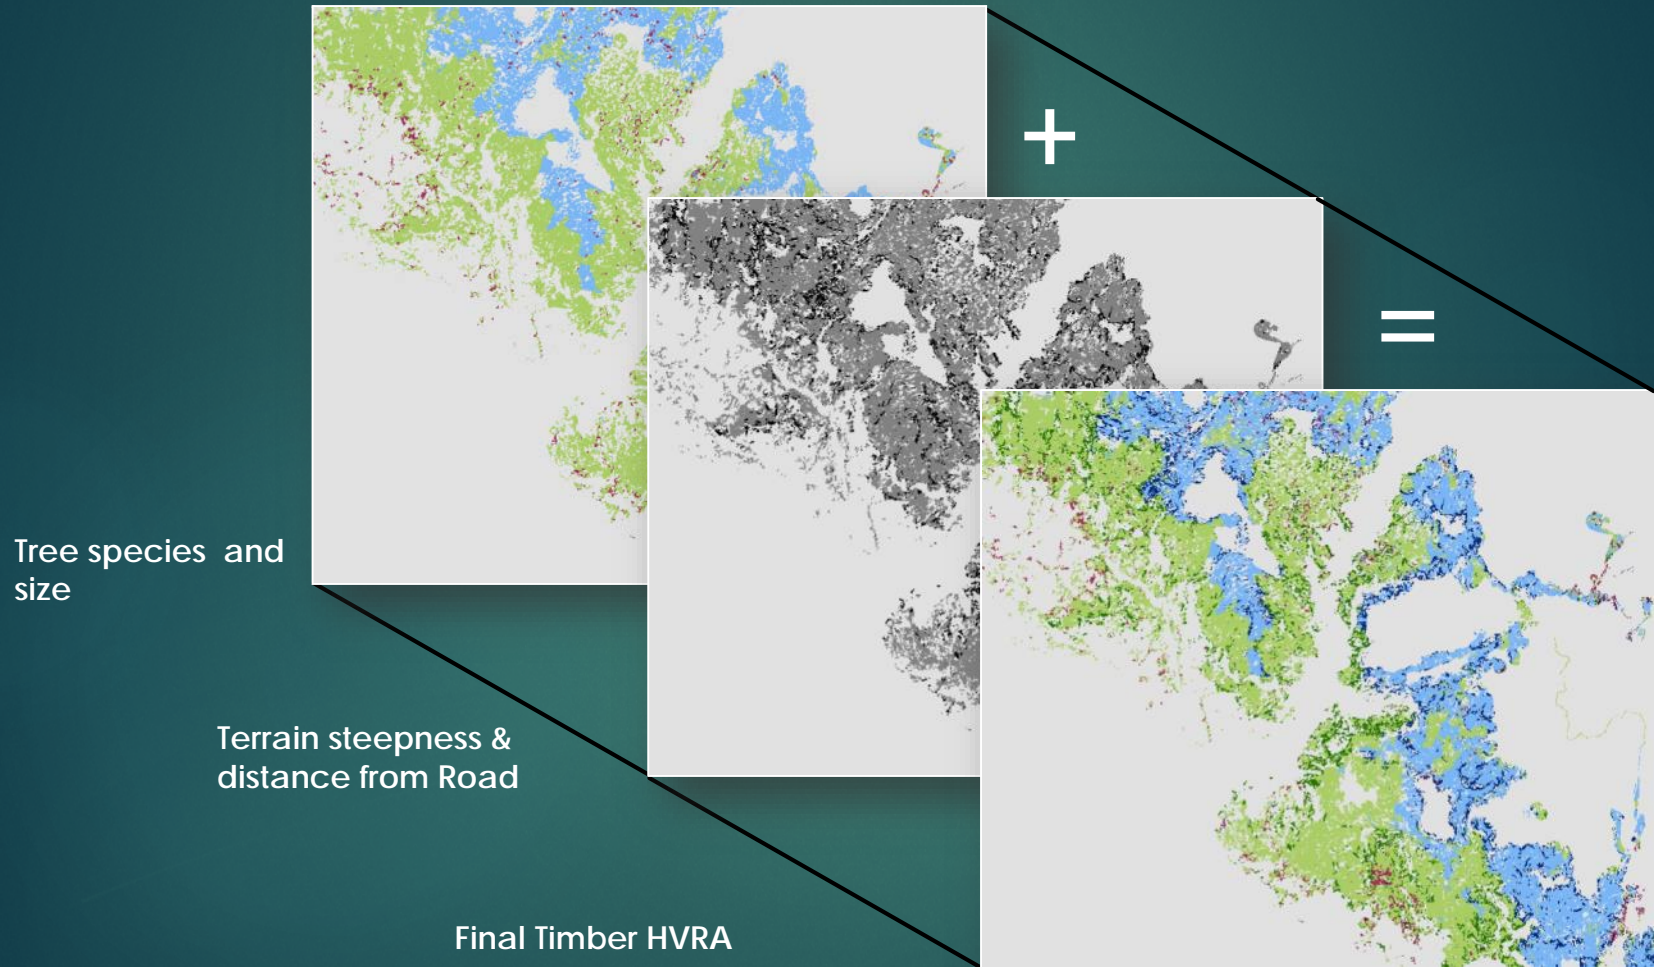 +
=
Tree species  and
size
Terrain steepness &
distance from Road
Final Timber HVRA